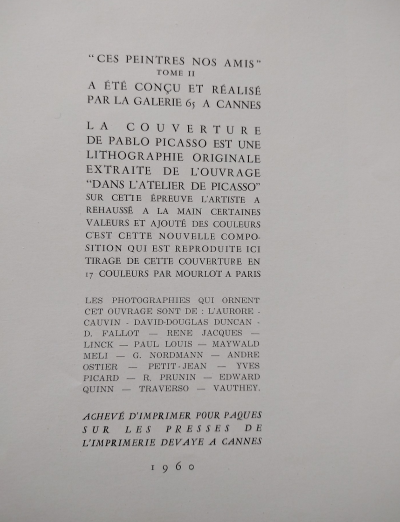 “CES PEINTRES NOS AMIS”
TOME II
A ÉTÉ CONÇU ET RÉALISÉ
PAR LA GALERIE 65 A CANNES
LA COUVERTURE
DE PABLO PICASSO EST UNE
LITHOGRAPHIE ORIGINALE
EXTRAITE DE L'OUVRAGE
“DANS L'ATELIER DE PICASSO”
SUR CETTE ÉPREUVE L'ARTISTE A
REHAUSSÉ A LA MAIN CERTAINES
VALEURS ET AJOUTÉ DES COULEURS
C'EST CETTE NOUVELLE COMPO-
SITION QUI EST REPRODUITE ICI
TIRAGE DE CETTE COUVERTURE EN
17 COULEURS PAR MOURLOT A PARIS
LES PHOTOGRAPHIES QUI ORNENT
CET OUVRAGE SONT DE : L'AURORE -
CAUVIN - DAVID-DOUGLAS DUNCAN -
D. FALLOT — RENE JACQUES —
LINCK — PAUL LOUIS — MAYWALD
MELI — G. NORDMANN — ANDRE
OSTIER — PETIT-JEAN — YVES
PICARD — R. PRUNIN — EDWARD
QUINN — TRAVERSO — VAUTHEY.
ACHEVÉ D'IMPRIMER POUR PAQUES
SUR LES PRESSES DE
L'IMPRIMERIE DEVAYE A CANNES
1960